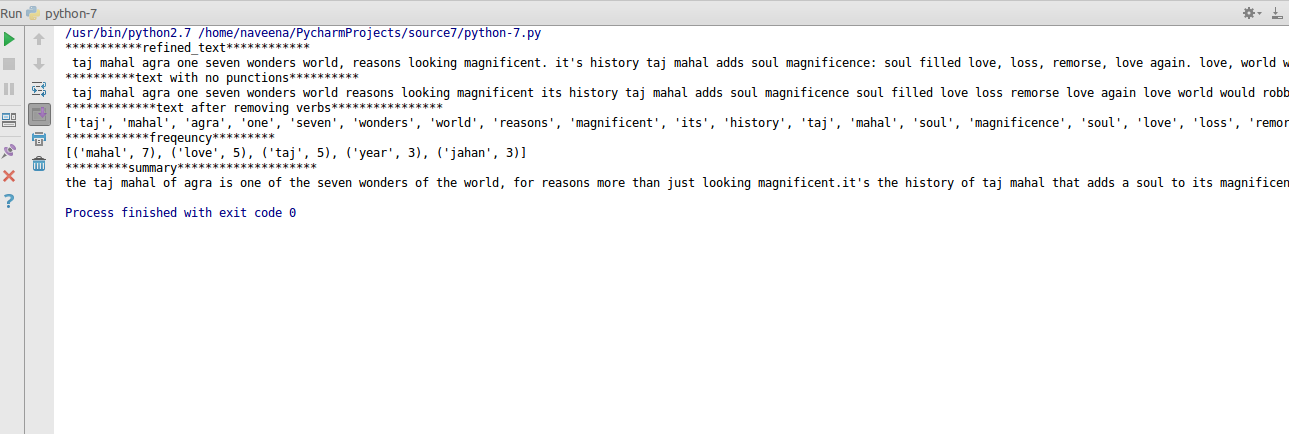 Run python-7
/usr/bin/python2.7 /home/naveena/PycharmProjects/source7/python-7.py
***********refined_text************
taj mahal agra one seven wonders world, reasons looking magnificent. it's history taj mahal adds soul magnificence: soul filled love, loss, remorse, love again. love, world w
**********text with no punctions**********
taj mahal agra one seven wonders world reasons looking magnificent its history taj mahal adds soul magnificence soul filled love loss remorse love again love world would robb
*************text after removing verbs****************
['taj', 'mahal', 'agra', 'one', 'seven', 'wonders', 'world', 'reasons', 'magnificent', 'its', 'history', 'taj', 'mahal', 'soul', 'magnificence', 'soul', 'love', 'loss', 'remor
************freqeuncy*********
[('mahal', 7), ('love', 5), ('taj', 5), ('year', 3), ('jahan', 3)]
*********summary********************
the taj mahal of agra is one of the seven wonders of the world, for reasons more than just looking magnificent.it's the history of taj mahal that adds a soul to its magnificen
Process finished with exit code 0